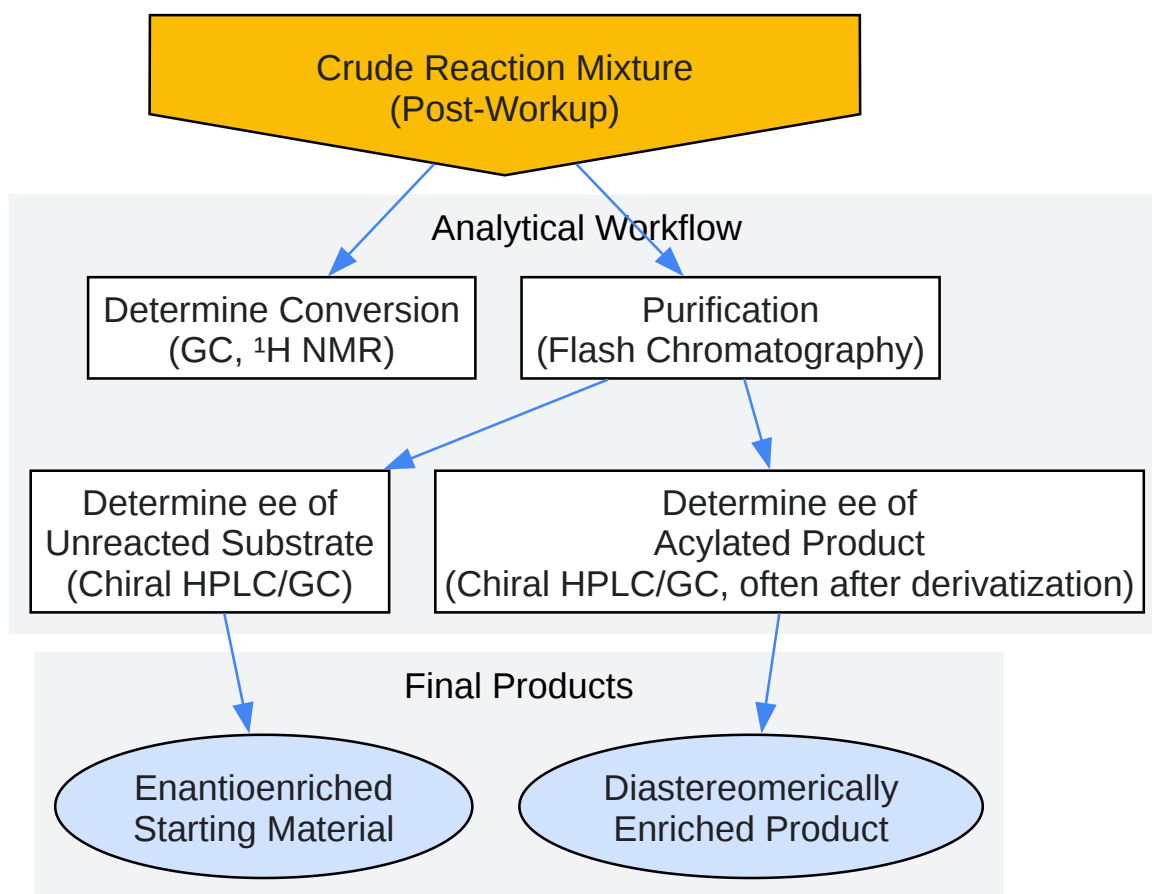 Crude Reaction Mixture
(Post-Workup)
Analytical Workflow
Determine Conversion
(GC, ¹H NMR)
Purification
(Flash Chromatography)
Determine ee of
Unreacted Substrate
(Chiral HPLC/GC)
Determine ee of
Acylated Product
(Chiral HPLC/GC, often after derivatization)
Final Products
Enantioenriched
Starting Material
Diastereomerically
Enriched Product